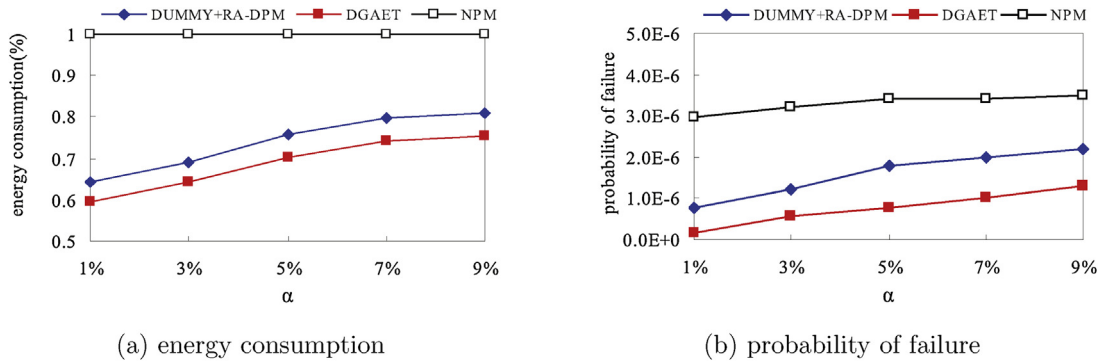 DUMMY+RA-DPM DGAET NPM
energy consumption(%)
1
0.9
0.8
0.7
0.6
0.5
1% 3% 5% 7% 9%
α
(a) energy consumption
DUMMY+RA-DPM DGAET NPM
probability of failure
5.0E-6
4.0E-6
3.0E-6
2.0E-6
1.0E-6
0.0E+0
1% 3% 5% 7% 9%
α
(b) probability of failure